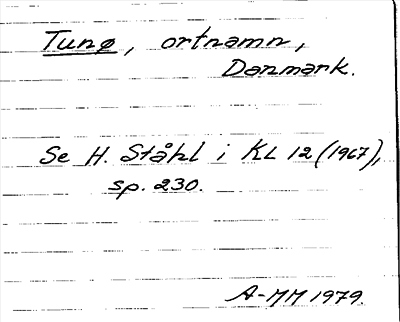 Tunø, ortnamn,
Danmark.
Se H. Ståhl i KL 12 (1967),
sp. 230.
A-MM 1979.